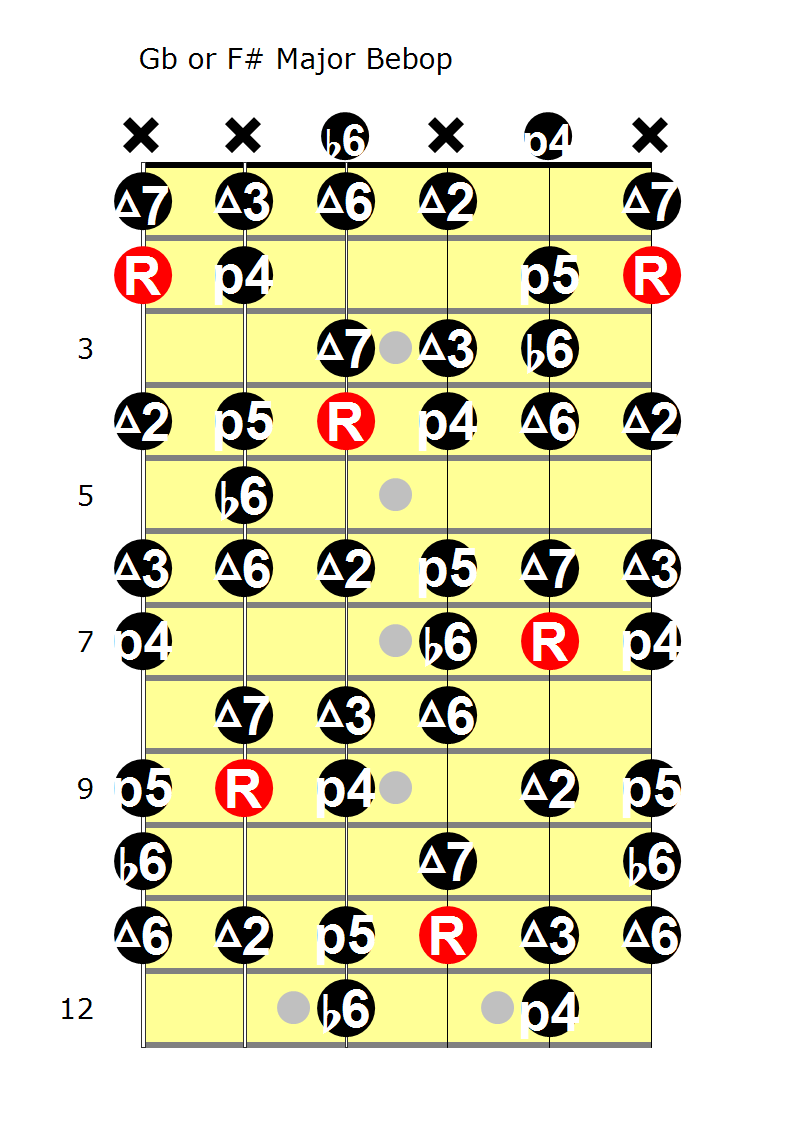 Gb or F# Major Bebop
♭6 p4
Δ7 Δ3 Δ6 Δ2 Δ7
R p4 p5 R
3 Δ7 Δ3 ♭6
Δ2 p5 R p4 Δ6 Δ2
5 ♭6
Δ3 Δ6 Δ2 p5 Δ7 Δ3
7 p4 ♭6 R p4
Δ7 Δ3 Δ6
9 p5 R p4 Δ2 p5
♭6 Δ7 ♭6
Δ6 Δ2 p5 R Δ3 Δ6
12 ♭6 p4